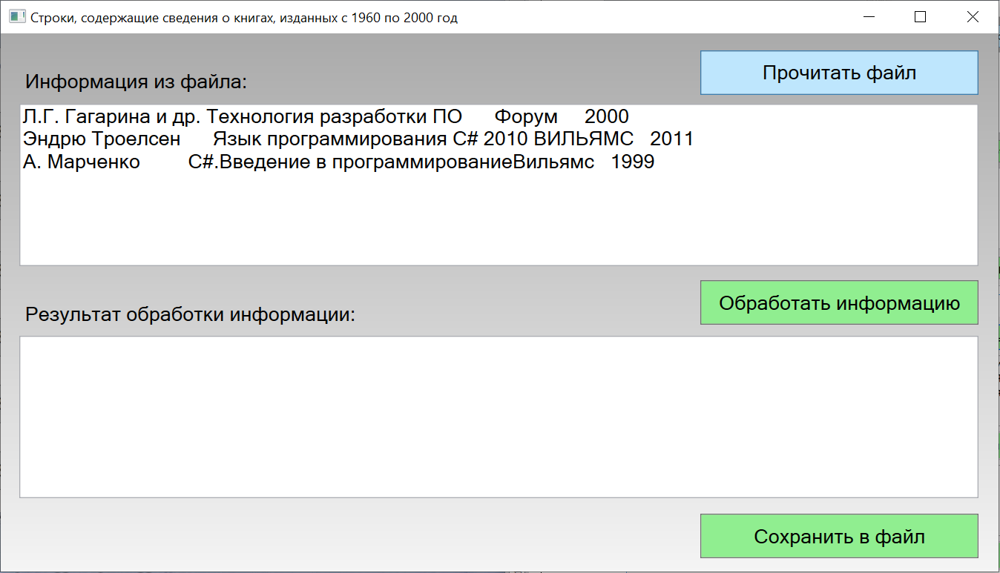 Строки, содержащие сведения о книгах, изданных с 1960 по 2000 год
Прочитать файл
Информация из файла:
Л.Г. Гагарина и др. Технология разработки ПО      Форум     2000
Эндрю Троелсен      Язык программирования C# 2010 ВИЛЬЯМС   2011
А. Марченко         C#.Введение в программированиеВильямс   1999
Обработать информацию
Результат обработки информации:
Сохранить в файл